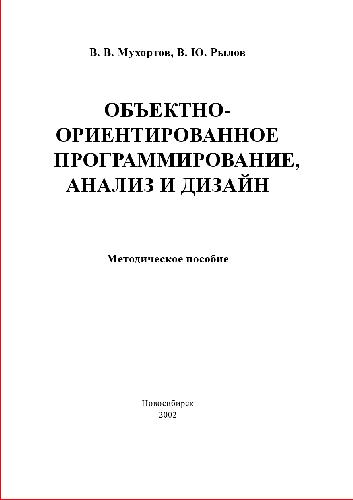 В. В. Мухортов, В. Ю. Рылов
ОБЪЕКТНО-
ОРИЕНТИРОВАННОЕ
ПРОГРАММИРОВАНИЕ,
АНАЛИЗ И ДИЗАЙН
Методическое пособие
Новосибирск
2002